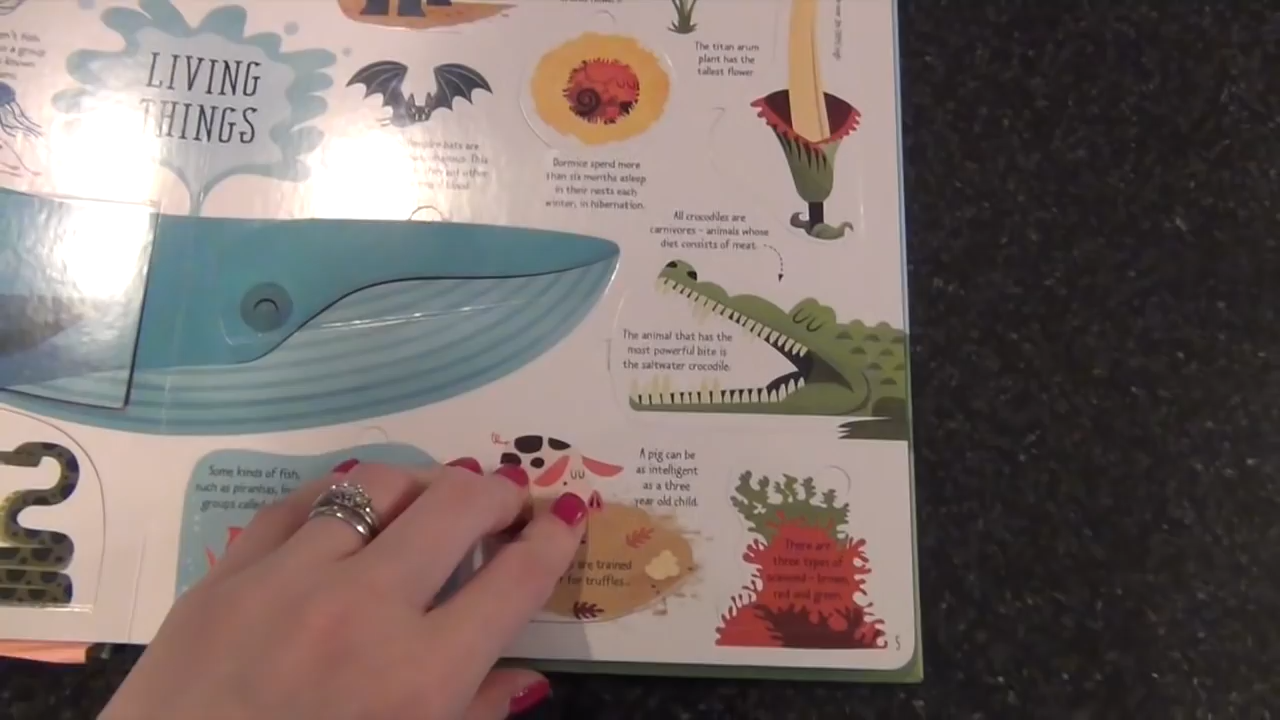 LIVING
THINGS
The titan arum
plant has the
tallest flower
bats are
This
Dormice spend more
than six months asleep
in their nests each
winter, in hibernation.
All crocodiles are
carnivores - animals whose
diet consists of meat.
The animal that has the
most powerful bite is
the saltwater crocodile.
Some kinds of fish,
such as piranhas,
groups called
A pig can be
as intelligent
as a three
year old child.
are trained
for truffles.
There are
three types of
seaweed - brown,
red and green.
5